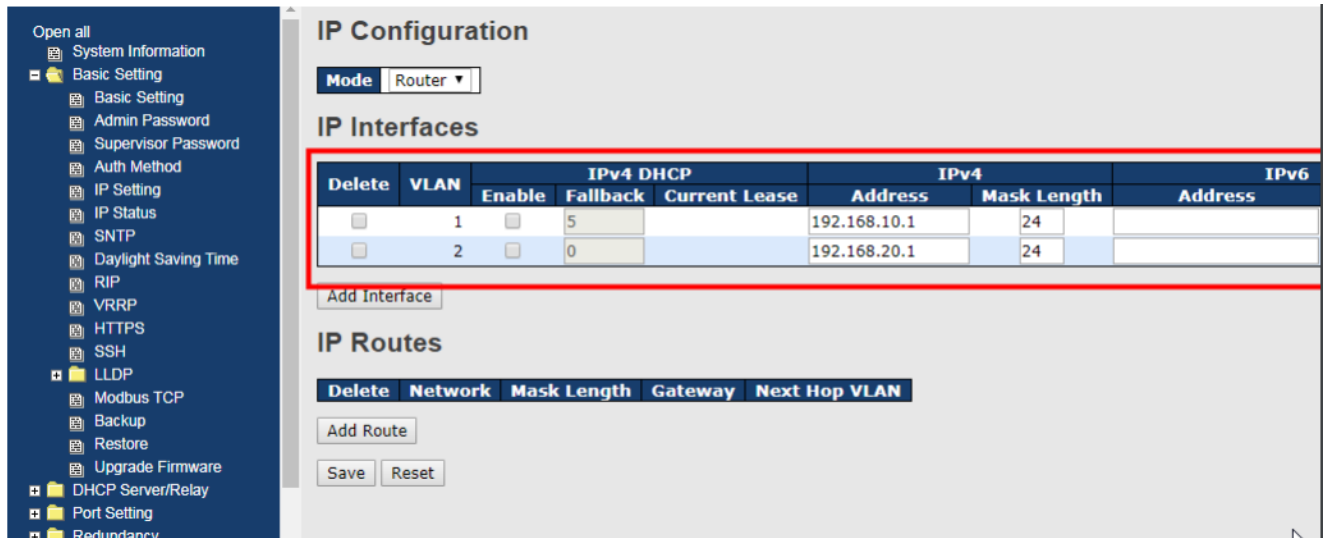 Open all
System Information
Basic Setting
Basic Setting
Admin Password
Supervisor Password
Auth Method
IP Setting
IP Status
SNTP
Daylight Saving Time
RIP
VRRP
HTTPS
SSH
LLDP
Modbus TCP
Backup
Restore
Upgrade Firmware
DHCP Server/Relay
Port Setting
Redundancy
IP Configuration
Mode Router
IP Interfaces
Delete VLAN IPv4 DHCP IPv4 IPv6
Enable Fallback Current Lease Address Mask Length Address
1 5 192.168.10.1 24
2 0 192.168.20.1 24
Add Interface
IP Routes
Delete Network Mask Length Gateway Next Hop VLAN
Add Route
Save Reset